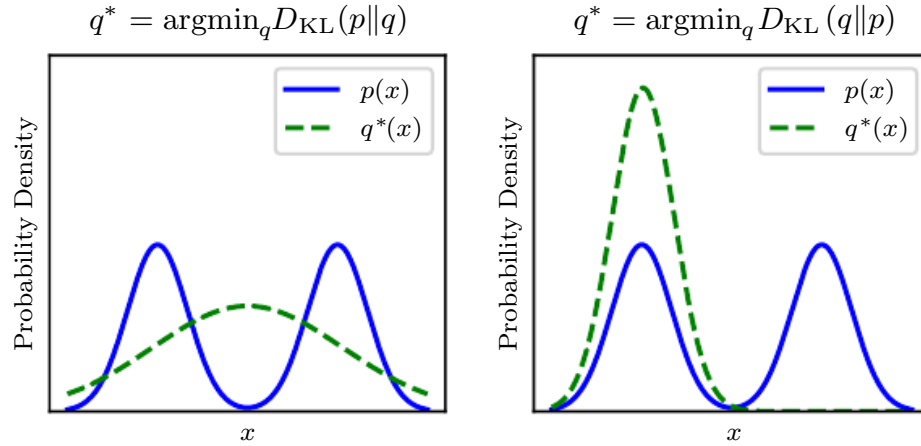 q* = argmin_q D_KL(p‖q)
p(x)
q*(x)
Probability Density
x
q* = argmin_q D_KL(q‖p)
p(x)
q*(x)
Probability Density
x